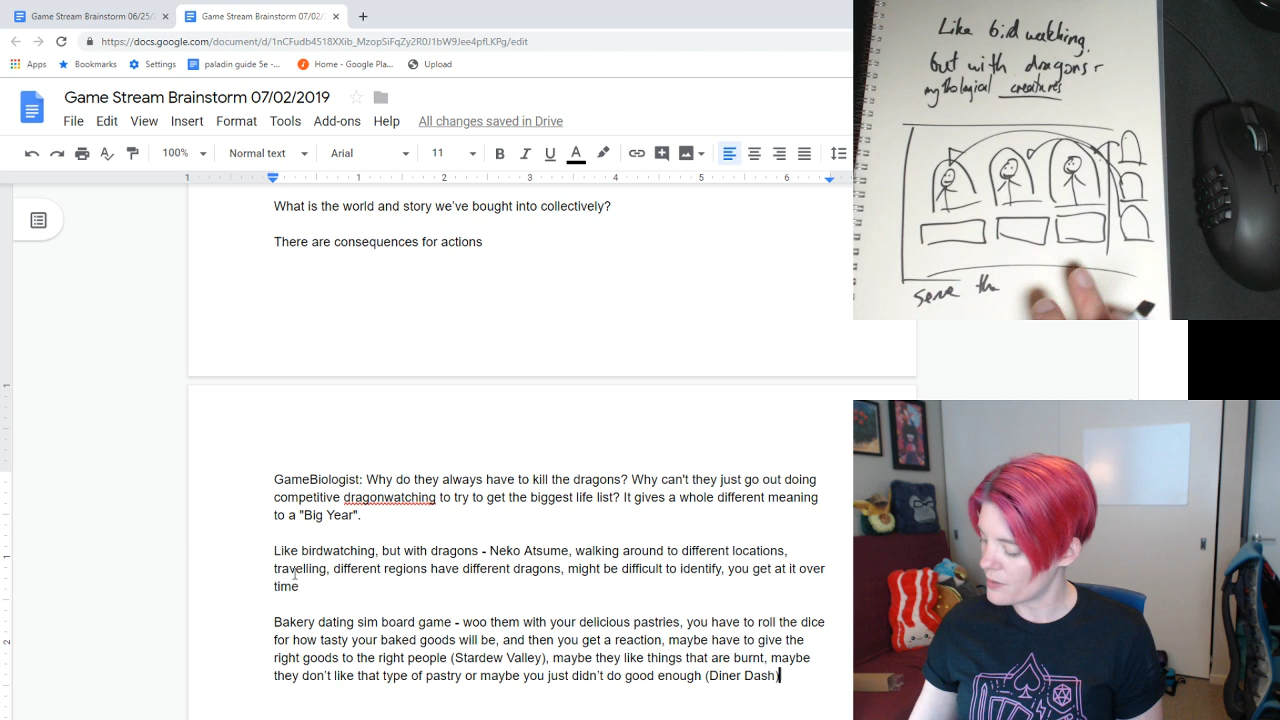 Game Stream Brainstorm 06/25/
Game Stream Brainstorm 07/02/
https://docs.google.com/document/d/1nCFudb4518XXib_MzopSiFqZy2R0J1bW9Jee4pfLKPg/edit
Apps
Bookmarks
Settings
paladin guide 5e -...
Home - Google Pla...
Upload
Game Stream Brainstorm 07/02/2019
File Edit View Insert Format Tools Add-ons Help All changes saved in Drive
100% Normal text Arial 11 B I U A
1 1 2 3 4 5 6
What is the world and story we've bought into collectively?
There are consequences for actions
GameBiologist: Why do they always have to kill the dragons? Why can't they just go out doing
competitive dragonwatching to try to get the biggest life list? It gives a whole different meaning
to a "Big Year".
Like birdwatching, but with dragons - Neko Atsume, walking around to different locations,
travelling, different regions have different dragons, might be difficult to identify, you get at it over
time
Bakery dating sim board game - woo them with your delicious pastries, you have to roll the dice
for how tasty your baked goods will be, and then you get a reaction, maybe have to give the
right goods to the right people (Stardew Valley), maybe they like things that are burnt, maybe
they don't like that type of pastry or maybe you just didn't do good enough (Diner Dash)
Like bird watching,
but with dragons
mythological creatures
serve th